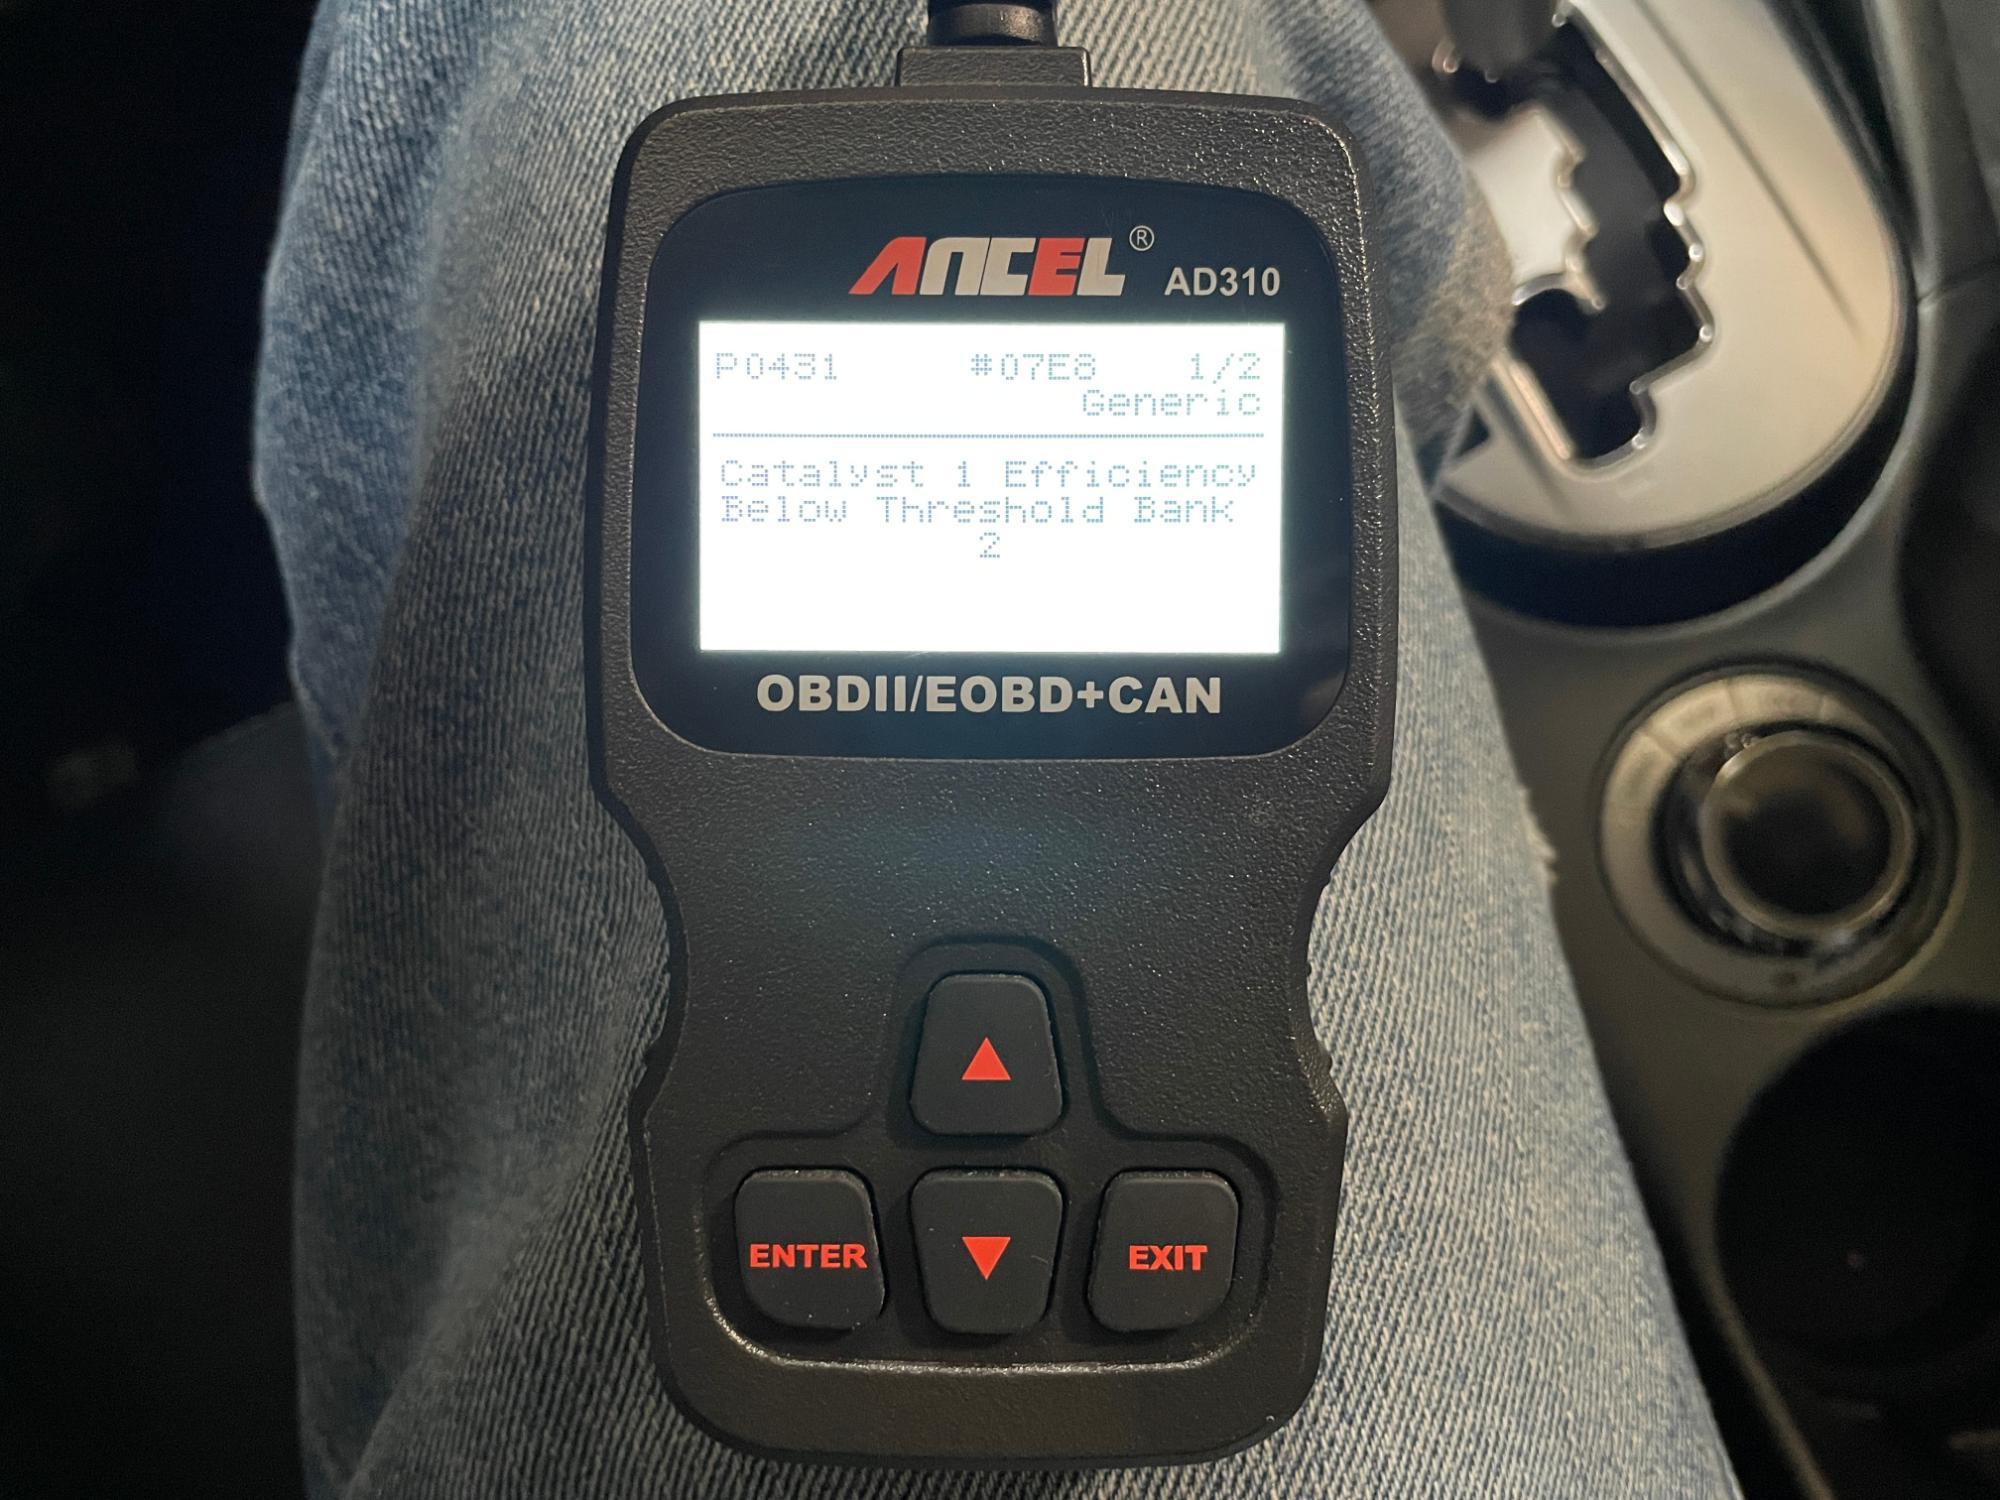 ANCEL® AD310
P0431 #07E8 1/2
Generic
Catalyst 1 Efficiency
Below Threshold Bank
2
OBDII/EOBD+CAN
ENTER
EXIT